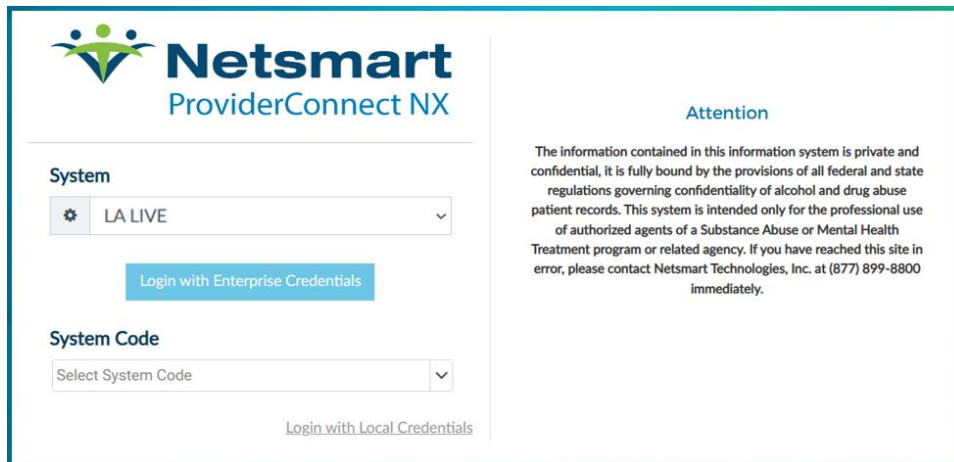 Netsmart
ProviderConnect NX
System
LA LIVE
Login with Enterprise Credentials
System Code
Select System Code
Login with Local Credentials
Attention
The information contained in this information system is private and
confidential, it is fully bound by the provisions of all federal and state
regulations governing confidentiality of alcohol and drug abuse
patient records. This system is intended only for the professional use
of authorized agents of a Substance Abuse or Mental Health
Treatment program or related agency. If you have reached this site in
error, please contact Netsmart Technologies, Inc. at (877) 899-8800
immediately.